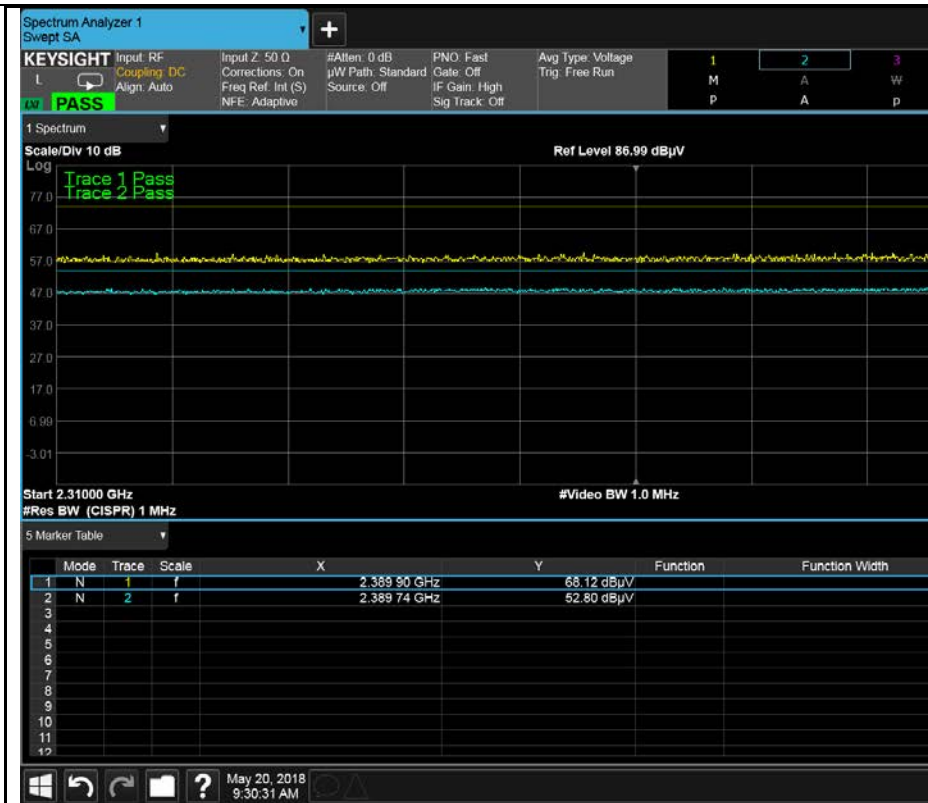 Spectrum Analyzer 1
Swept SA
+
KEYSIGHT
L
LXI PASS
Input: RF
Coupling: DC
Align: Auto
Input Z: 50 Ω
Corrections: On
Freq Ref: Int (S)
NFE: Adaptive
#Atten: 0 dB
µW Path: Standard
Source: Off
PNO: Fast
Gate: Off
IF Gain: High
Sig Track: Off
Avg Type: Voltage
Trig: Free Run
1 2 3
M A W
P A p
1 Spectrum
Scale/Div 10 dB
Ref Level 86.99 dBµV
Log
Trace 1 Pass
Trace 2 Pass
77.0
67.0
57.0
47.0
37.0
27.0
17.0
6.99
-3.01
Start 2.31000 GHz
#Video BW 1.0 MHz
#Res BW (CISPR) 1 MHz
5 Marker Table
Mode Trace Scale X Y Function Function Width
1 N 1 f 2.389 90 GHz 68.12 dBµV
2 N 2 f 2.389 74 GHz 52.80 dBµV
3
4
5
6
7
8
9
10
11
12
?
May 20, 2018
9:30:31 AM